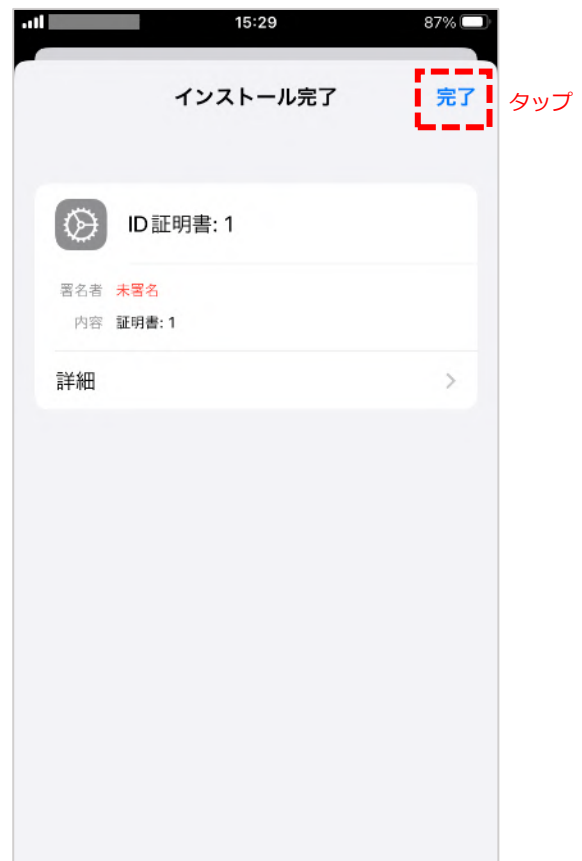 15:29
87%
インストール完了
完了
タップ
ID証明書: 1
署名者 未署名
内容 証明書: 1
詳細